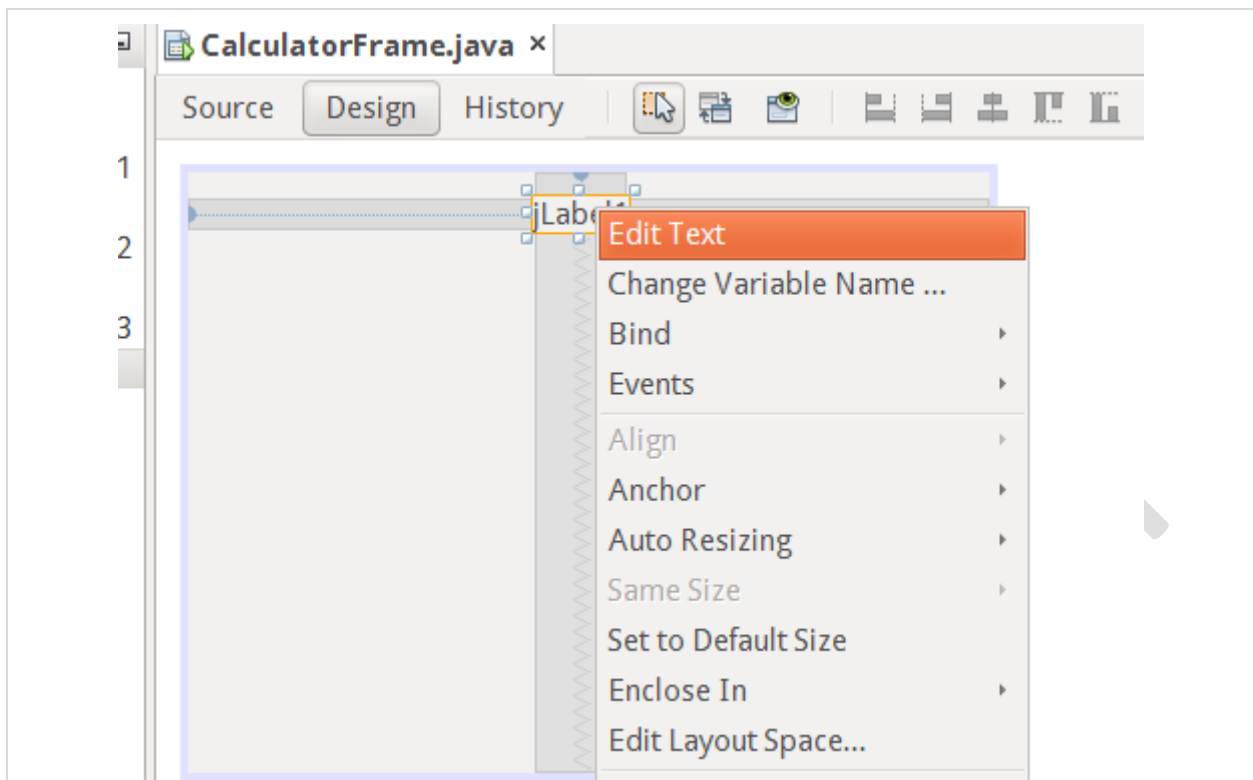 CalculatorFrame.java ×
Source Design History
1
2
3
jLabel1
Edit Text
Change Variable Name ...
Bind
Events
Align
Anchor
Auto Resizing
Same Size
Set to Default Size
Enclose In
Edit Layout Space...